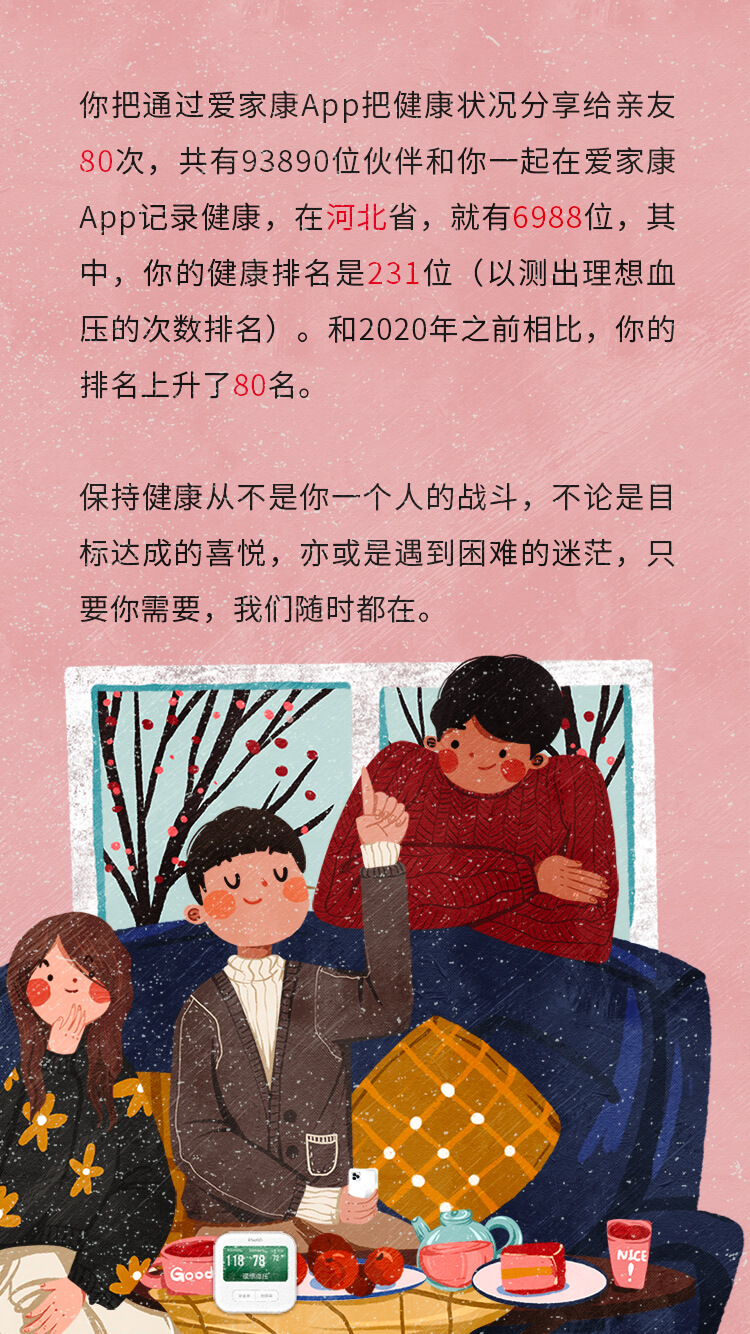 你把通过爱家康App把健康状况分享给亲友
80次，共有93890位伙伴和你一起在爱家康
App记录健康，在河北省，就有6988位，其
中，你的健康排名是231位（以测出理想血
压的次数排名）。和2020年之前相比，你的
排名上升了80名。
保持健康从不是你一个人的战斗，不论是目
标达成的喜悦，亦或是遇到困难的迷茫，只
要你需要，我们随时都在。
118 78
理想血压
Good
NICE
!